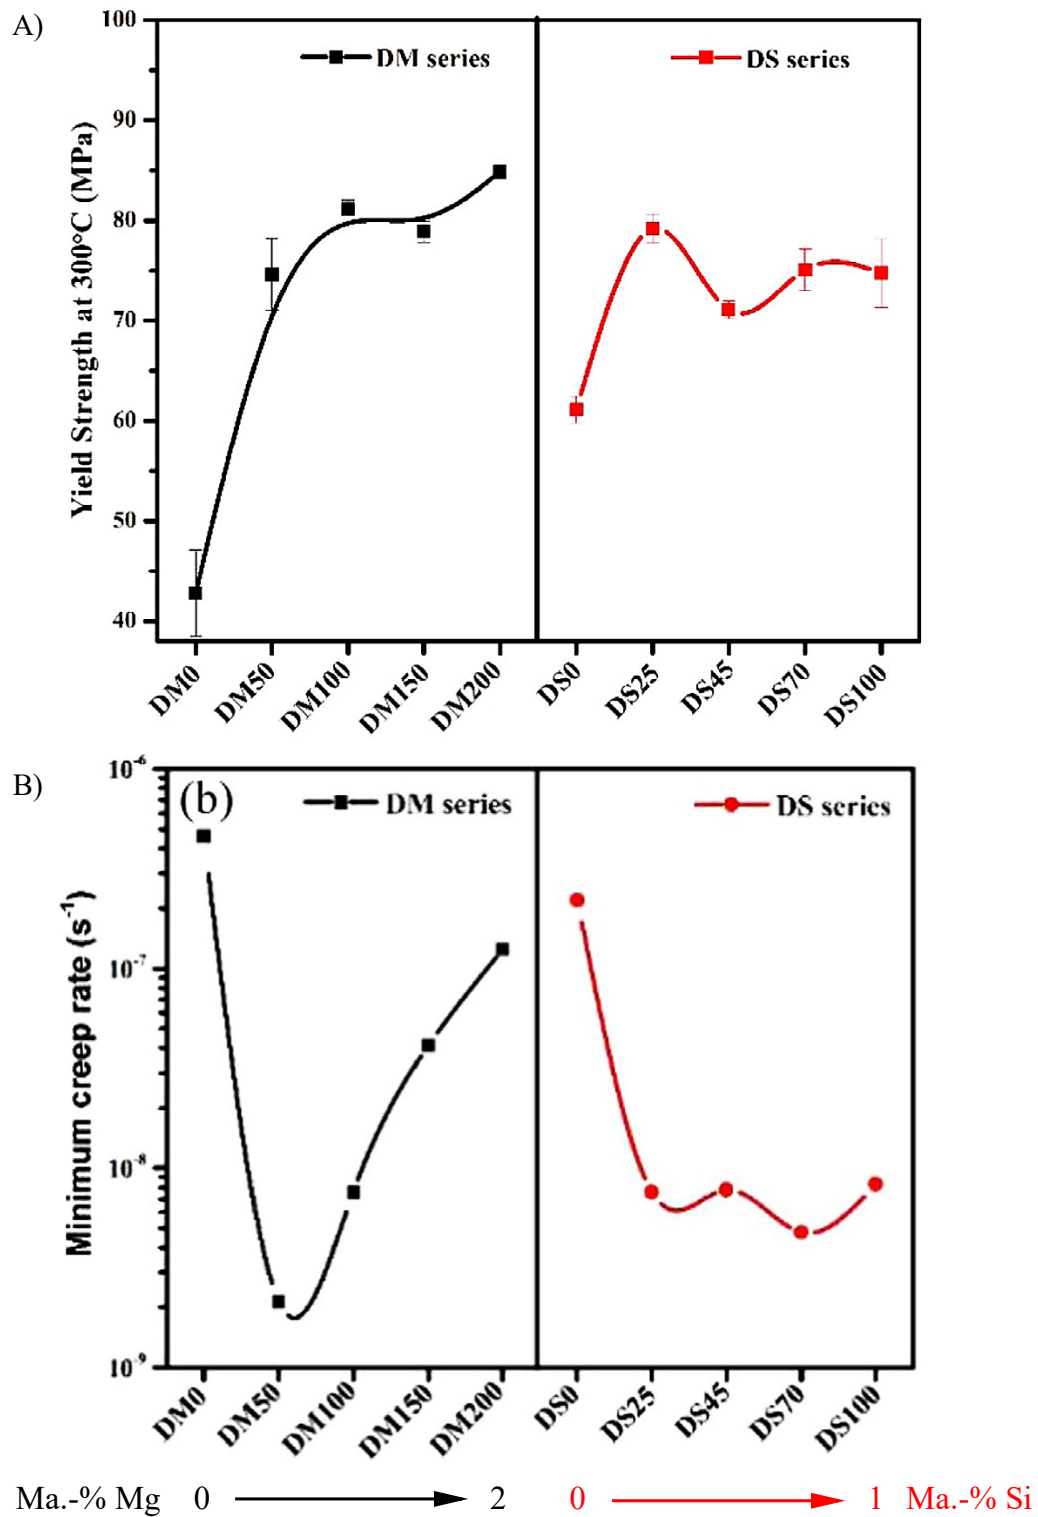 A)
Yield Strength at 300°C (MPa)
100
90
80
70
60
50
40
DM series
DS series
DM0
DM50
DM100
DM150
DM200
DS0
DS25
DS45
DS70
DS100
B)
(b)
Minimum creep rate (s⁻¹)
10⁻⁶
10⁻⁷
10⁻⁸
10⁻⁹
DM series
DS series
DM0
DM50
DM100
DM150
DM200
DS0
DS25
DS45
DS70
DS100
Ma.-% Mg 0 2 0 1 Ma.-% Si